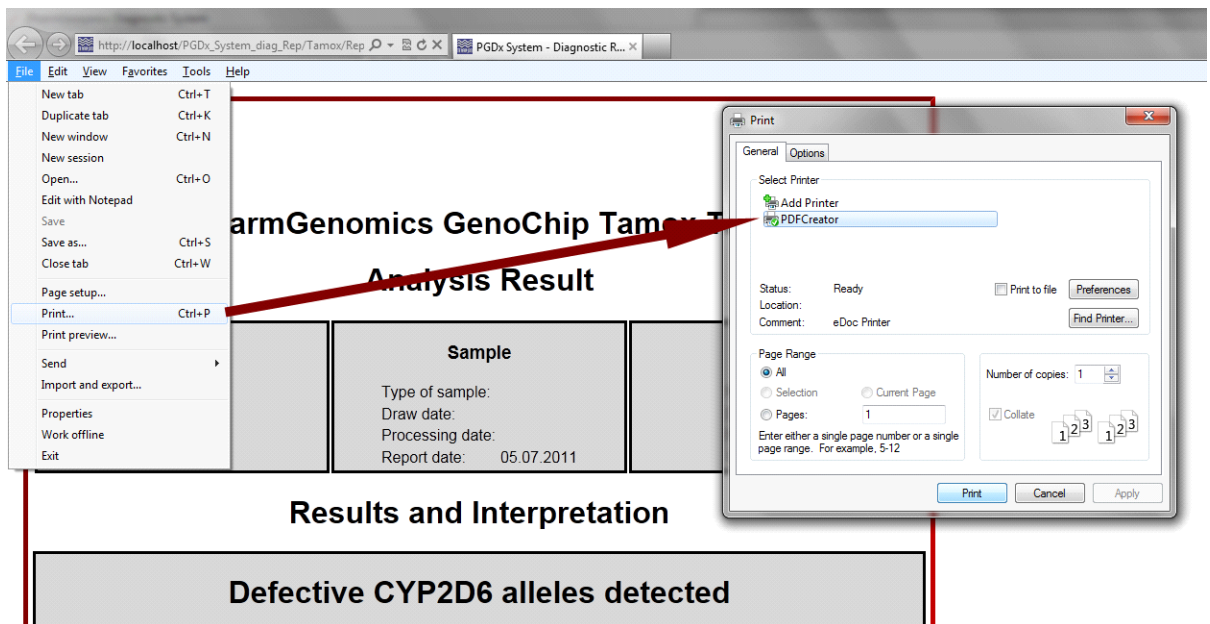 PharmGenomics Diagnostic System
http://localhost/PGDx_System_diag_Rep/Tamox/Rep
PGDx System - Diagnostic R...
File Edit View Favorites Tools Help
New tab Ctrl+T
Duplicate tab Ctrl+K
New window Ctrl+N
New session
Open... Ctrl+O
Edit with Notepad
Save
Save as... Ctrl+S
Close tab Ctrl+W
Page setup...
Print... Ctrl+P
Print preview...
Send
Import and export...
Properties
Work offline
Exit
armGenomics GenoChip Tamox T
Analysis Result
Sample
Type of sample:
Draw date:
Processing date:
Report date: 05.07.2011
Results and Interpretation
Defective CYP2D6 alleles detected
Print
General Options
Select Printer
Add Printer
PDFCreator
Status: Ready
Print to file Preferences
Location:
Comment: eDoc Printer
Find Printer...
Page Range
All
Selection Current Page
Pages: 1
Enter either a single page number or a single
page range. For example, 5-12
Number of copies: 1
Collate
1 2 3 1 2 3
Print Cancel Apply